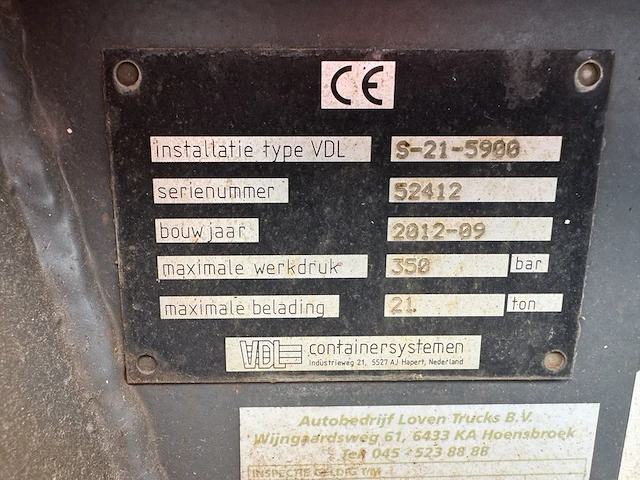 CE
installatie type VDL S-21-5900
serienummer 52412
bouwjaar 2012-09
maximale werkdruk 350 bar
maximale belading 21 ton
VDL containersystemen
Industrieweg 21, 5527 AJ Hapert, Nederland
Autobedrijf Loven Trucks B.V.
Wijngaardsweg 61, 6433 KA Hoensbroek
Tel. 045 - 523 88 88
INSPECTIE GELDIG T/M